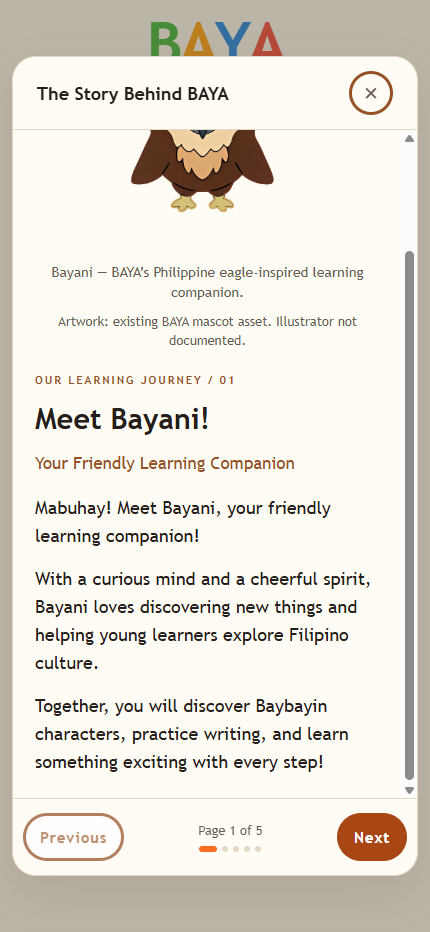 BAYA
The Story Behind BAYA
Bayani — BAYA's Philippine eagle-inspired learning
companion.
Artwork: existing BAYA mascot asset. Illustrator not
documented.
OUR LEARNING JOURNEY / 01
Meet Bayani!
Your Friendly Learning Companion
Mabuhay! Meet Bayani, your friendly
learning companion!
With a curious mind and a cheerful spirit,
Bayani loves discovering new things and
helping young learners explore Filipino
culture.
Together, you will discover Baybayin
characters, practice writing, and learn
something exciting with every step!
Previous
Page 1 of 5
Next